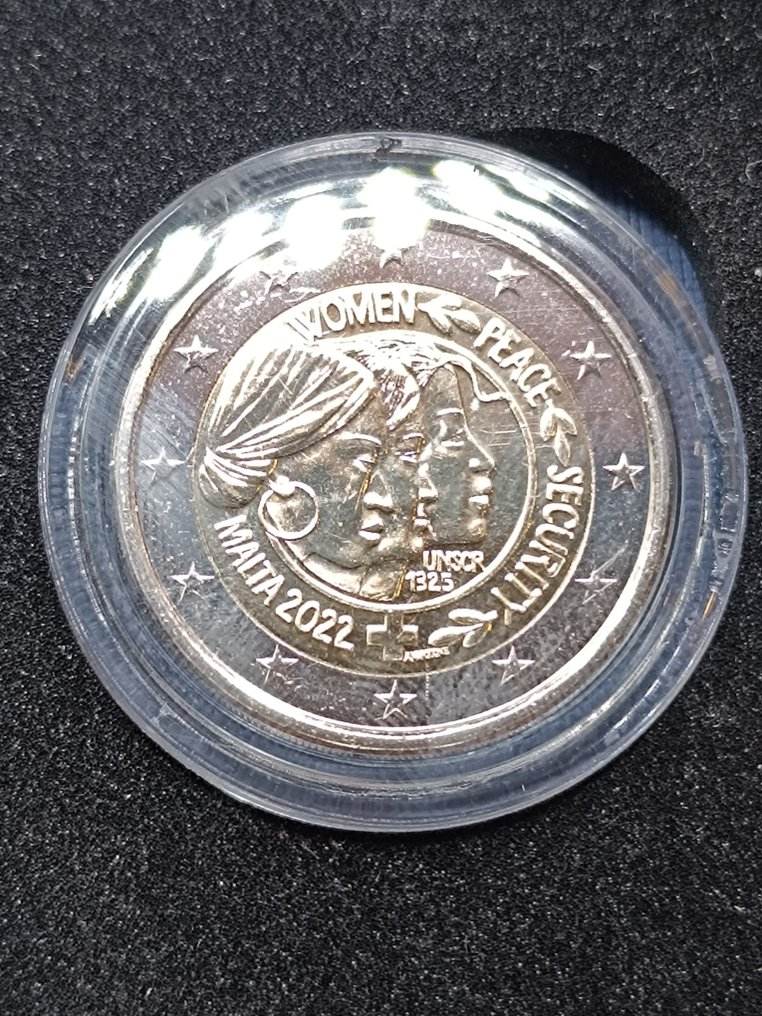 WOMEN PEACE SECURITY
UNSCR
1325
MALTA 2022